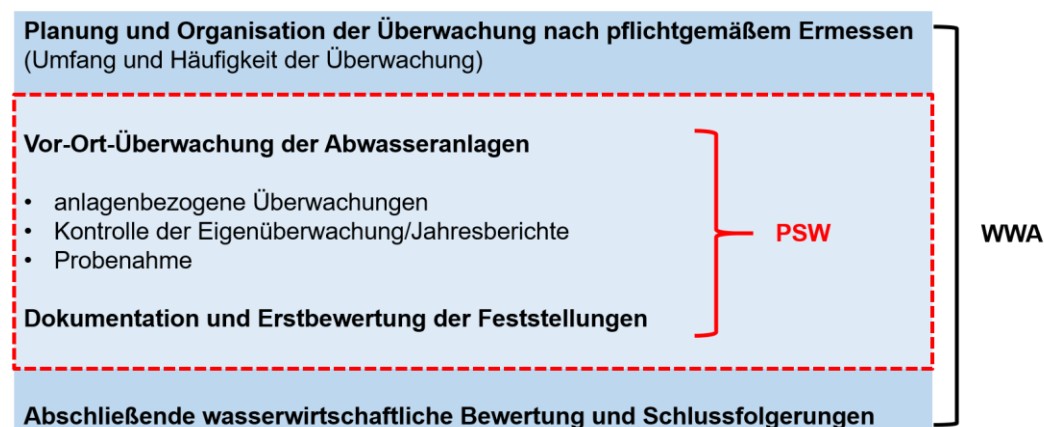 Planung und Organisation der Überwachung nach pflichtgemäßem Ermessen
(Umfang und Häufigkeit der Überwachung)
Vor-Ort-Überwachung der Abwasseranlagen
• anlagenbezogene Überwachungen
• Kontrolle der Eigenüberwachung/Jahresberichte
• Probenahme
PSW
WWA
Dokumentation und Erstbewertung der Feststellungen
Abschließende wasserwirtschaftliche Bewertung und Schlussfolgerungen